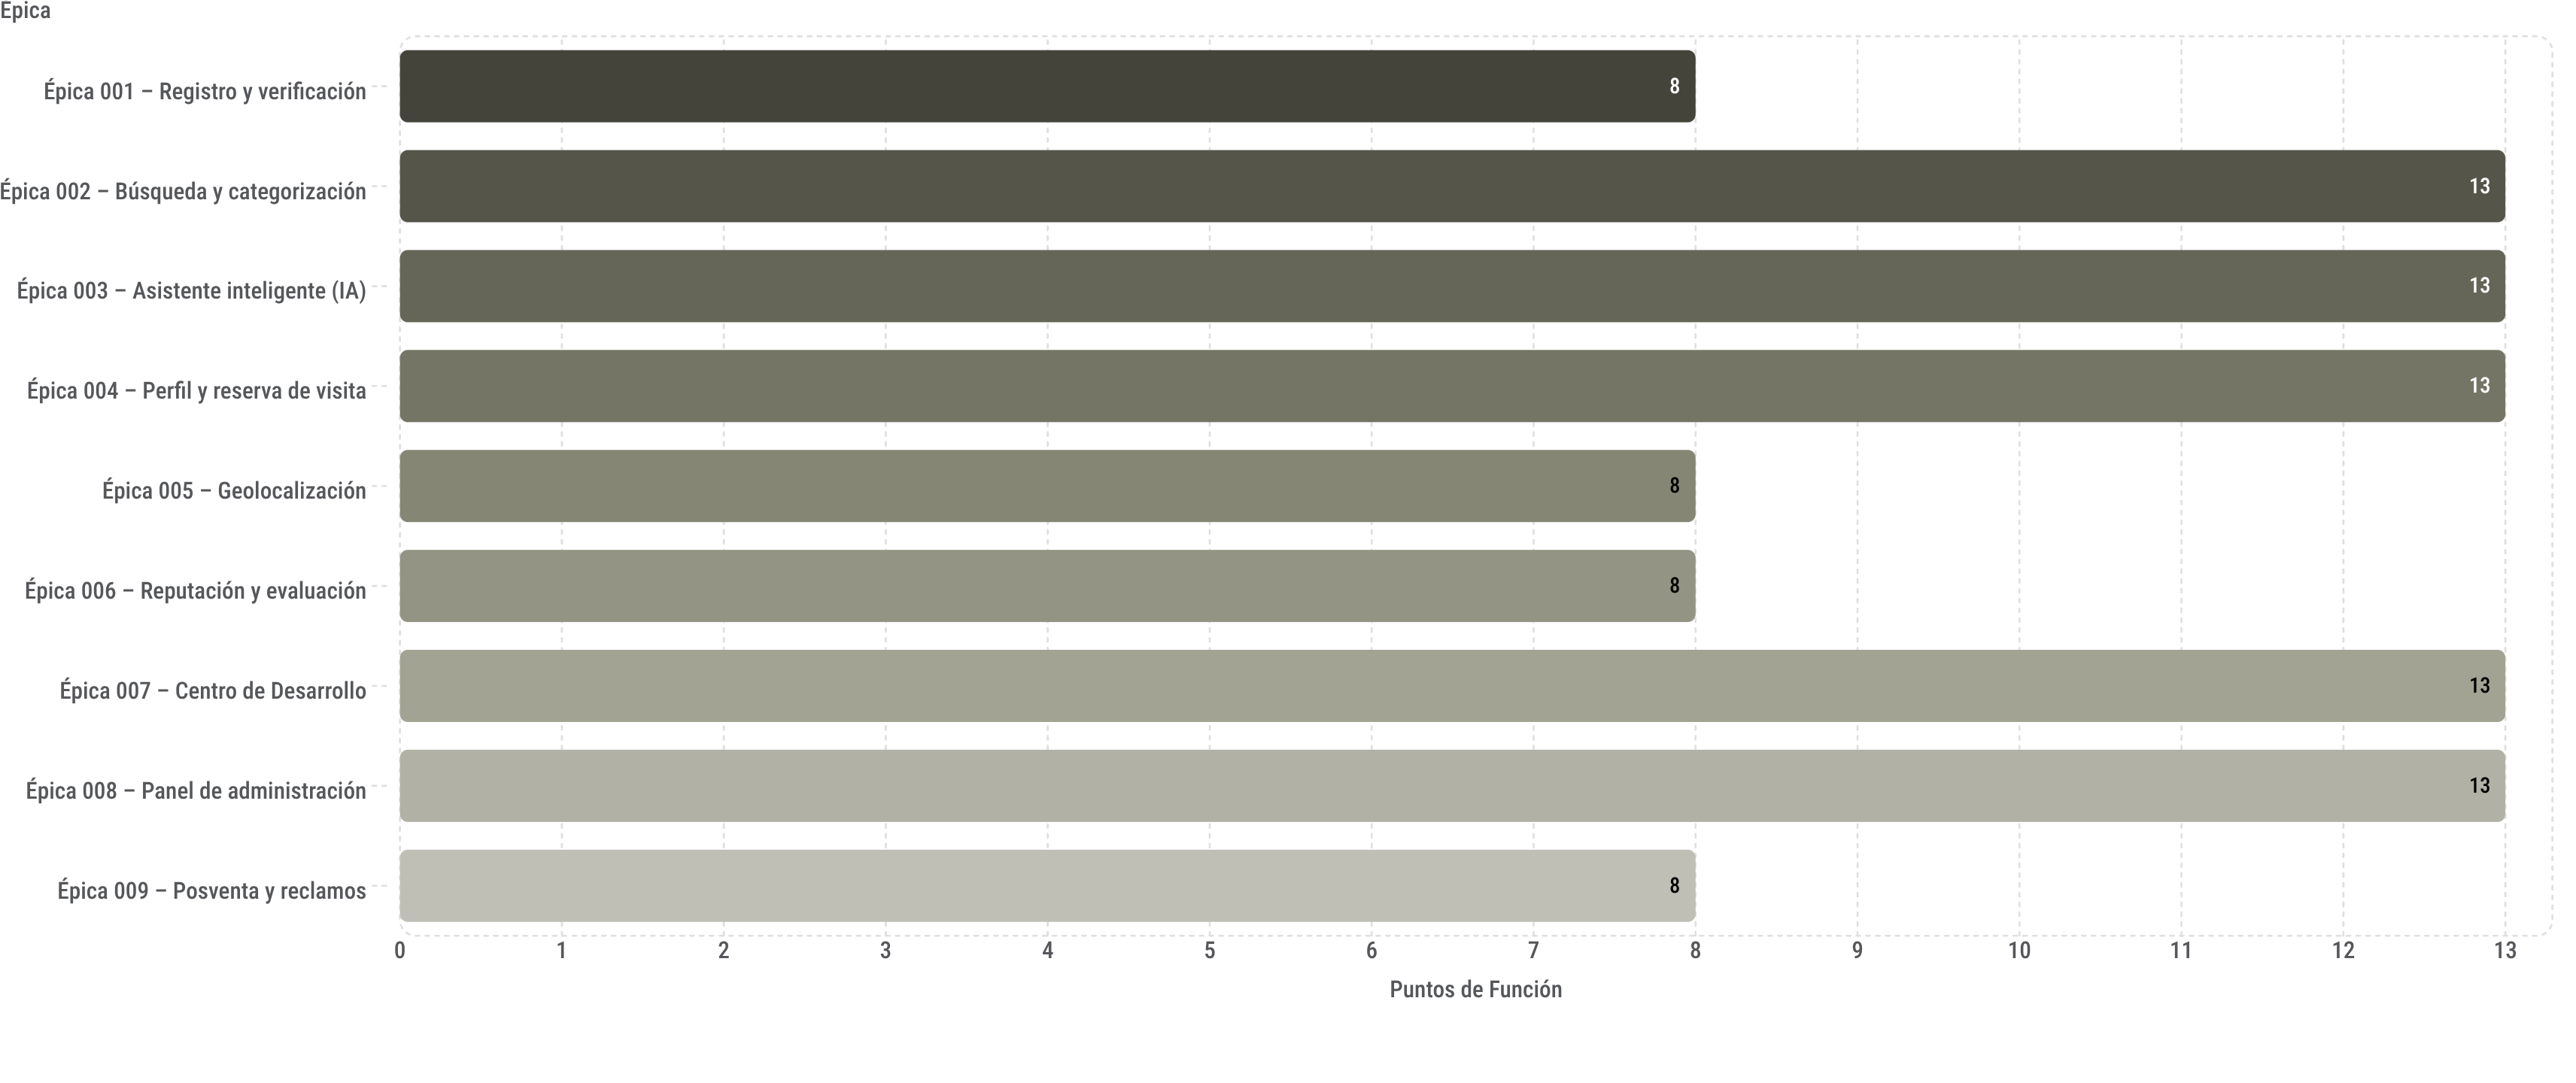 Épica
Épica 001 – Registro y verificación
8
Épica 002 – Búsqueda y categorización
13
Épica 003 – Asistente inteligente (IA)
13
Épica 004 – Perfil y reserva de visita
13
Épica 005 – Geolocalización
8
Épica 006 – Reputación y evaluación
8
Épica 007 – Centro de Desarrollo
13
Épica 008 – Panel de administración
13
Épica 009 – Posventa y reclamos
8
0 1 2 3 4 5 6 7 8 9 10 11 12 13
Puntos de Función